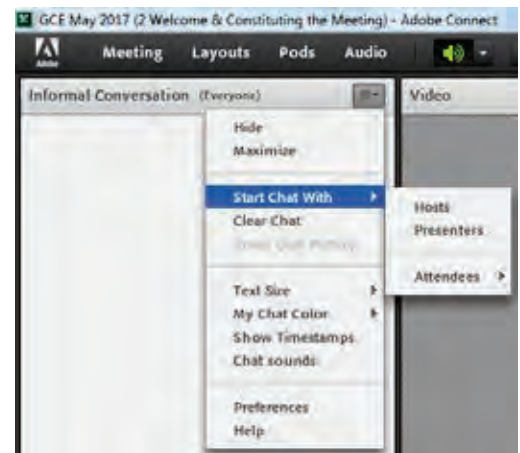 GCE May 2017 (2 Welcome & Constituting the Meeting) - Adobe Connect
Adobe Meeting Layouts Pods Audio
Informal Conversation (Everyone) Video
Hide
Maximize
Start Chat With
Hosts
Clear Chat
Presenters
Attendees
Text Size
My Chat Color
Show Timestamps
Chat sounds
Preferences
Help